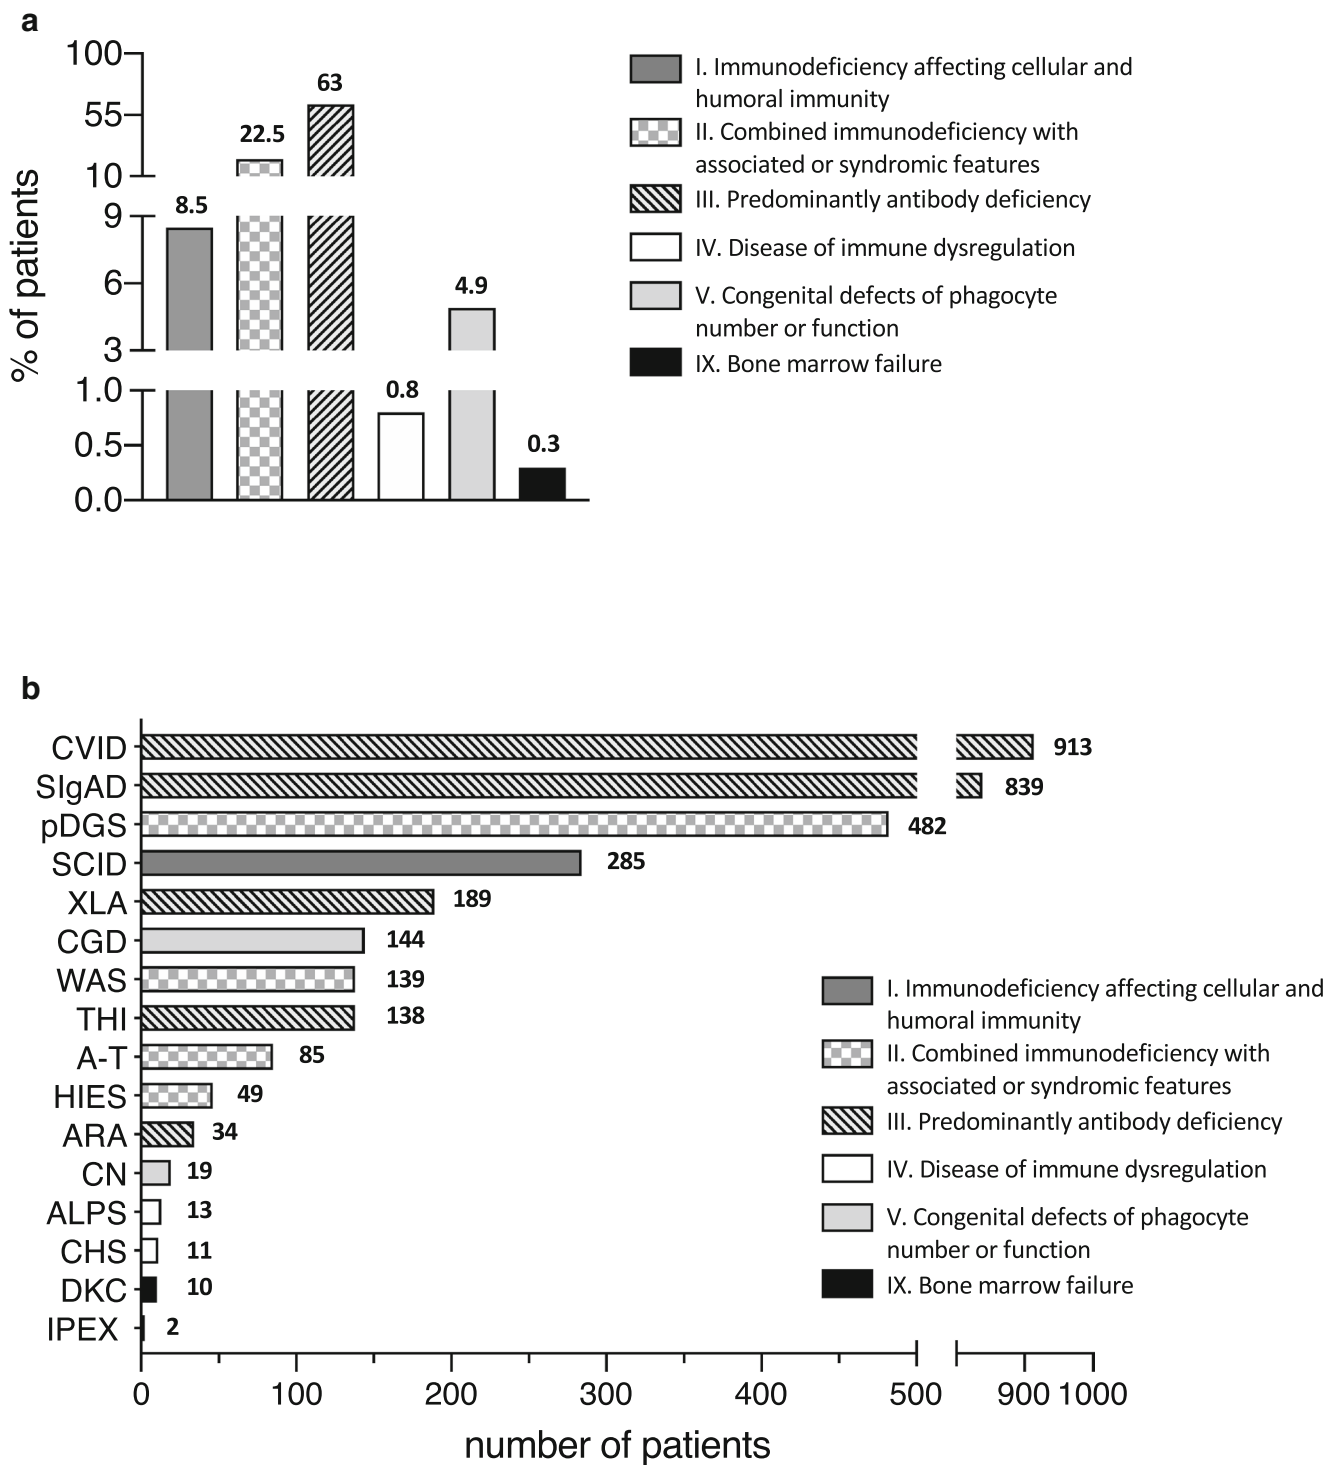 a
100
55
10
9
6
3
1.0
0.5
0.0
% of patients
8.5
22.5
63
0.8
4.9
0.3
I. Immunodeficiency affecting cellular and
humoral immunity
II. Combined immunodeficiency with
associated or syndromic features
III. Predominantly antibody deficiency
IV. Disease of immune dysregulation
V. Congenital defects of phagocyte
number or function
IX. Bone marrow failure
b
CVID 913
SIgAD 839
pDGS 482
SCID 285
XLA 189
CGD 144
WAS 139
THI 138
A-T 85
HIES 49
ARA 34
CN 19
ALPS 13
CHS 11
DKC 10
IPEX 2
I. Immunodeficiency affecting cellular and
humoral immunity
II. Combined immunodeficiency with
associated or syndromic features
III. Predominantly antibody deficiency
IV. Disease of immune dysregulation
V. Congenital defects of phagocyte
number or function
IX. Bone marrow failure
0 100 200 300 400 500 900 1000
number of patients